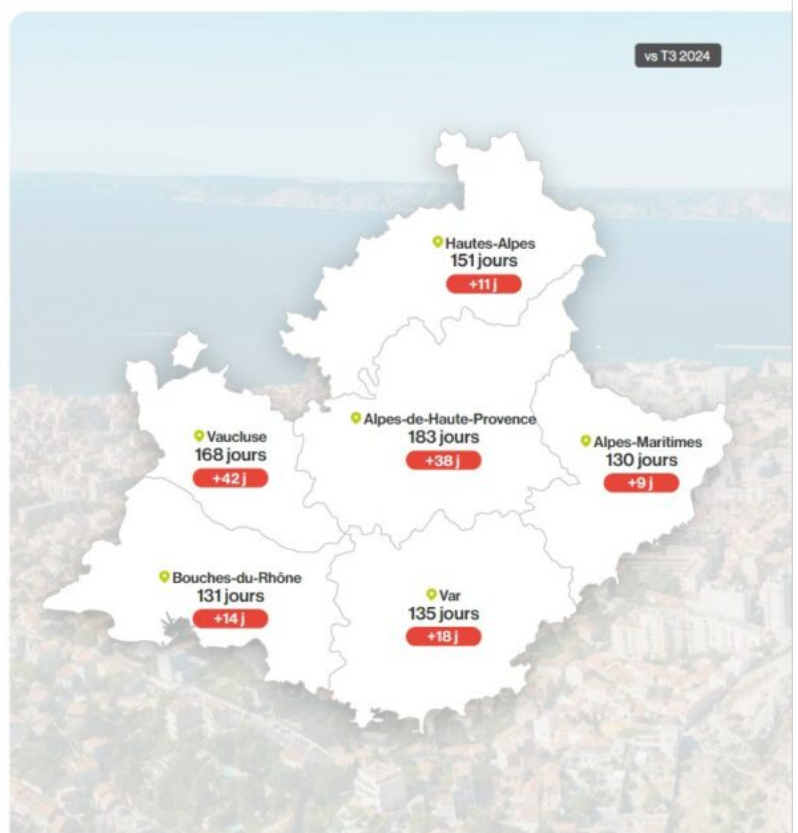 vs T3 2024
Hautes-Alpes
151 jours
+11 j
Alpes-de-Haute-Provence
183 jours
+38 j
Vaucluse
168 jours
+42 j
Alpes-Maritimes
130 jours
+9 j
Bouches-du-Rhône
131 jours
+14 j
Var
135 jours
+18 j